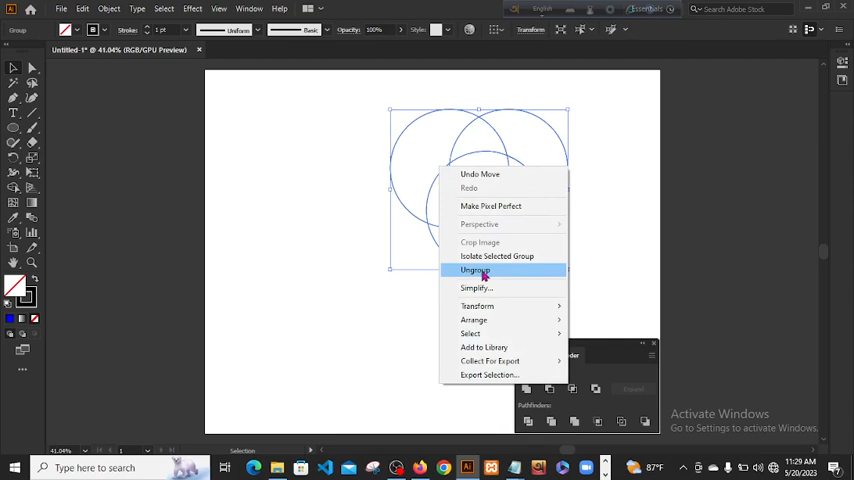 File Edit Object Type Select Effect View Window Help
English
Essentials
Search Adobe Stock
Group
Stroke: 1 pt Uniform Basic Opacity: 100% Style: Transform
Untitled-1* @ 41.04% (RGB/GPU Preview)
Undo Move
Redo
Make Pixel Perfect
Perspective
Crop Image
Isolate Selected Group
Ungroup
Simplify...
Transform
Arrange
Select
Add to Library
Collect For Export
Export Selection...
Expand
Pathfinders:
Activate Windows
Go to Settings to activate Windows.
41.04% 1 Selection
Type here to search
87°F
11:29 AM
5/20/2023